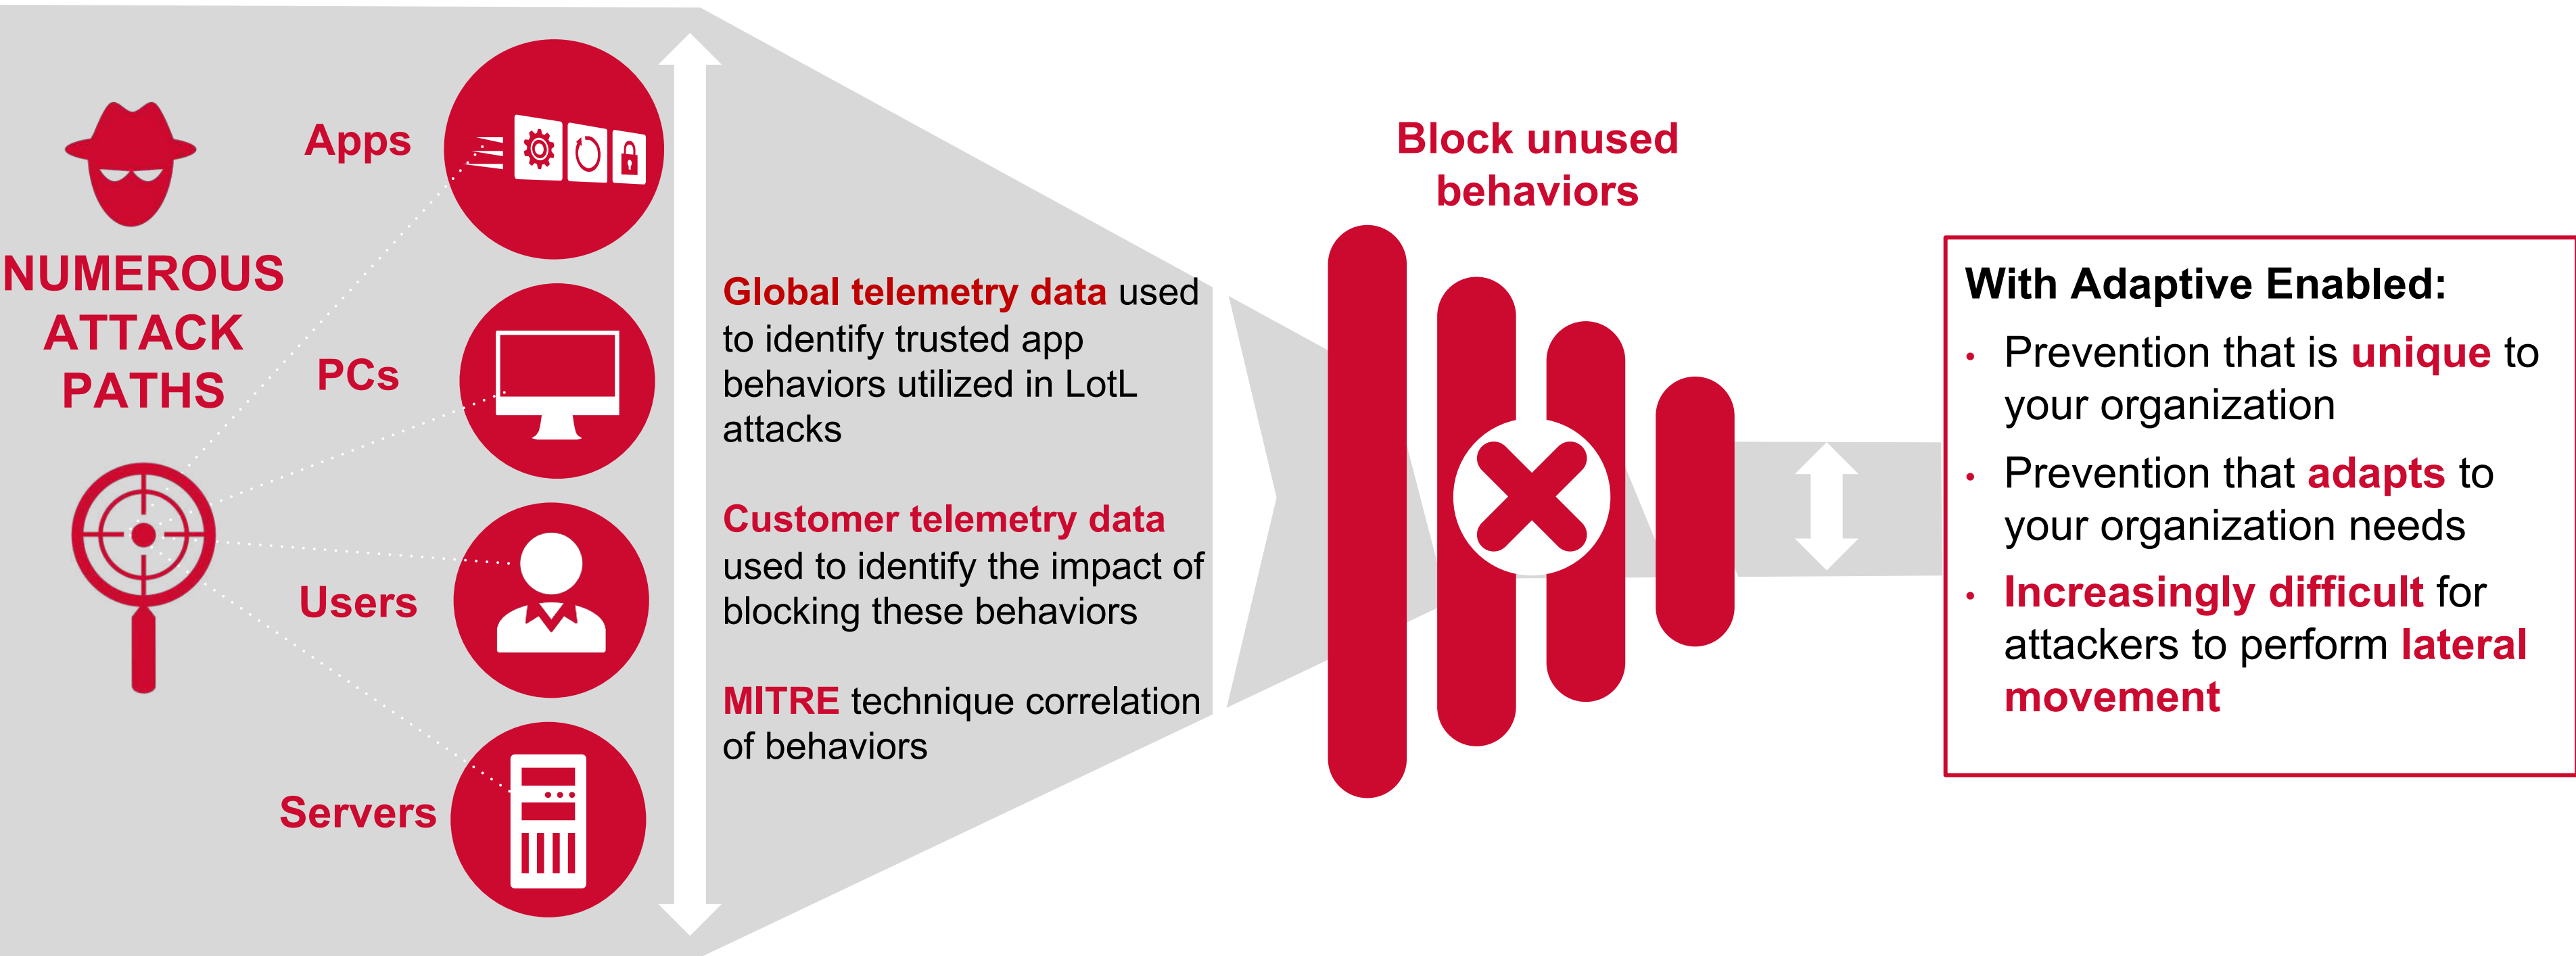 NUMEROUS
ATTACK
PATHS
Apps
PCs
Users
Servers
Global telemetry data used
to identify trusted app
behaviors utilized in LotL
attacks
Customer telemetry data
used to identify the impact of
blocking these behaviors
MITRE technique correlation
of behaviors
Block unused
behaviors
With Adaptive Enabled:
• Prevention that is unique to
your organization
• Prevention that adapts to
your organization needs
• Increasingly difficult for
attackers to perform lateral
movement